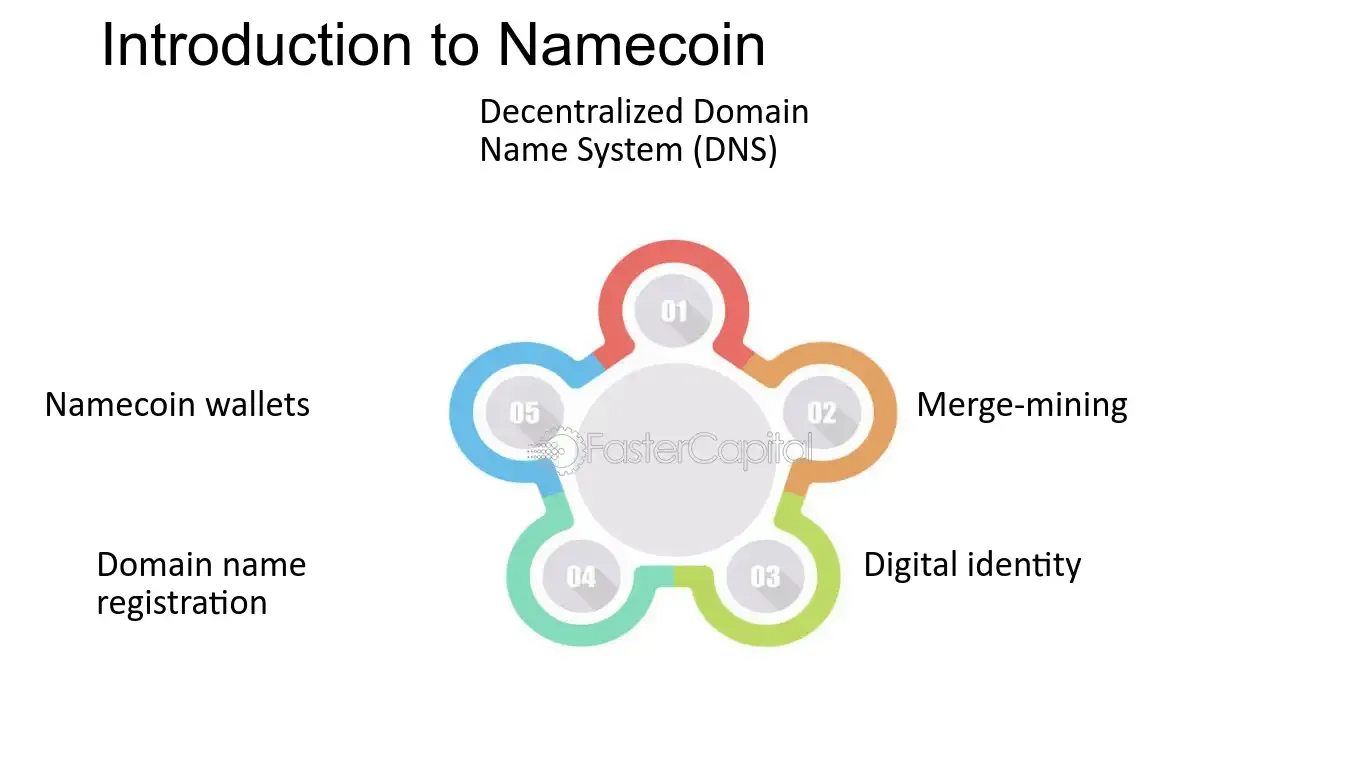 Introduction to Namecoin
Decentralized Domain
Name System (DNS)
01
Namecoin wallets
05
02
Merge-mining
FasterCapital
Domain name
registration
04
03
Digital identity